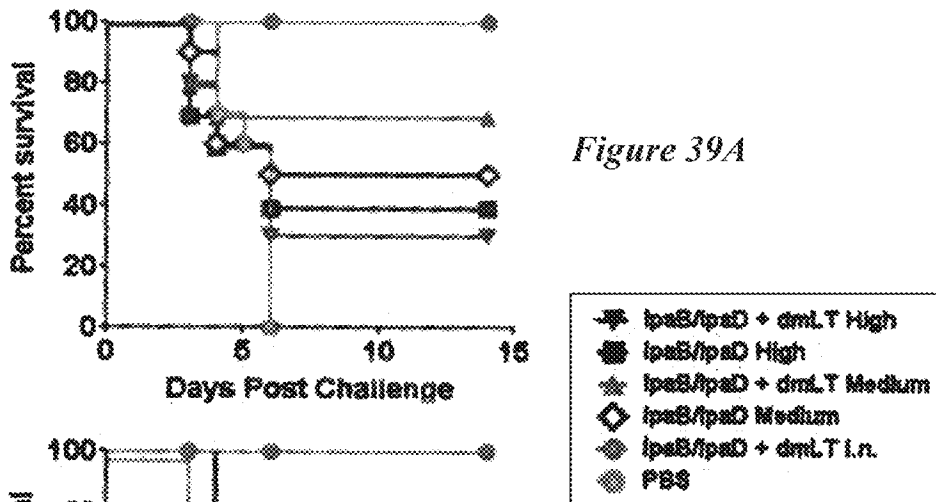 100
80
60
40
20
0
Percent survival
0 5 10 15
Days Post Challenge
Figure 39A
IpaB/IpaD + dmLT High
IpaB/IpaD High
IpaB/IpaD + dmLT Medium
IpaB/IpaD Medium
IpaB/IpaD + dmLT i.n.
PBS
100